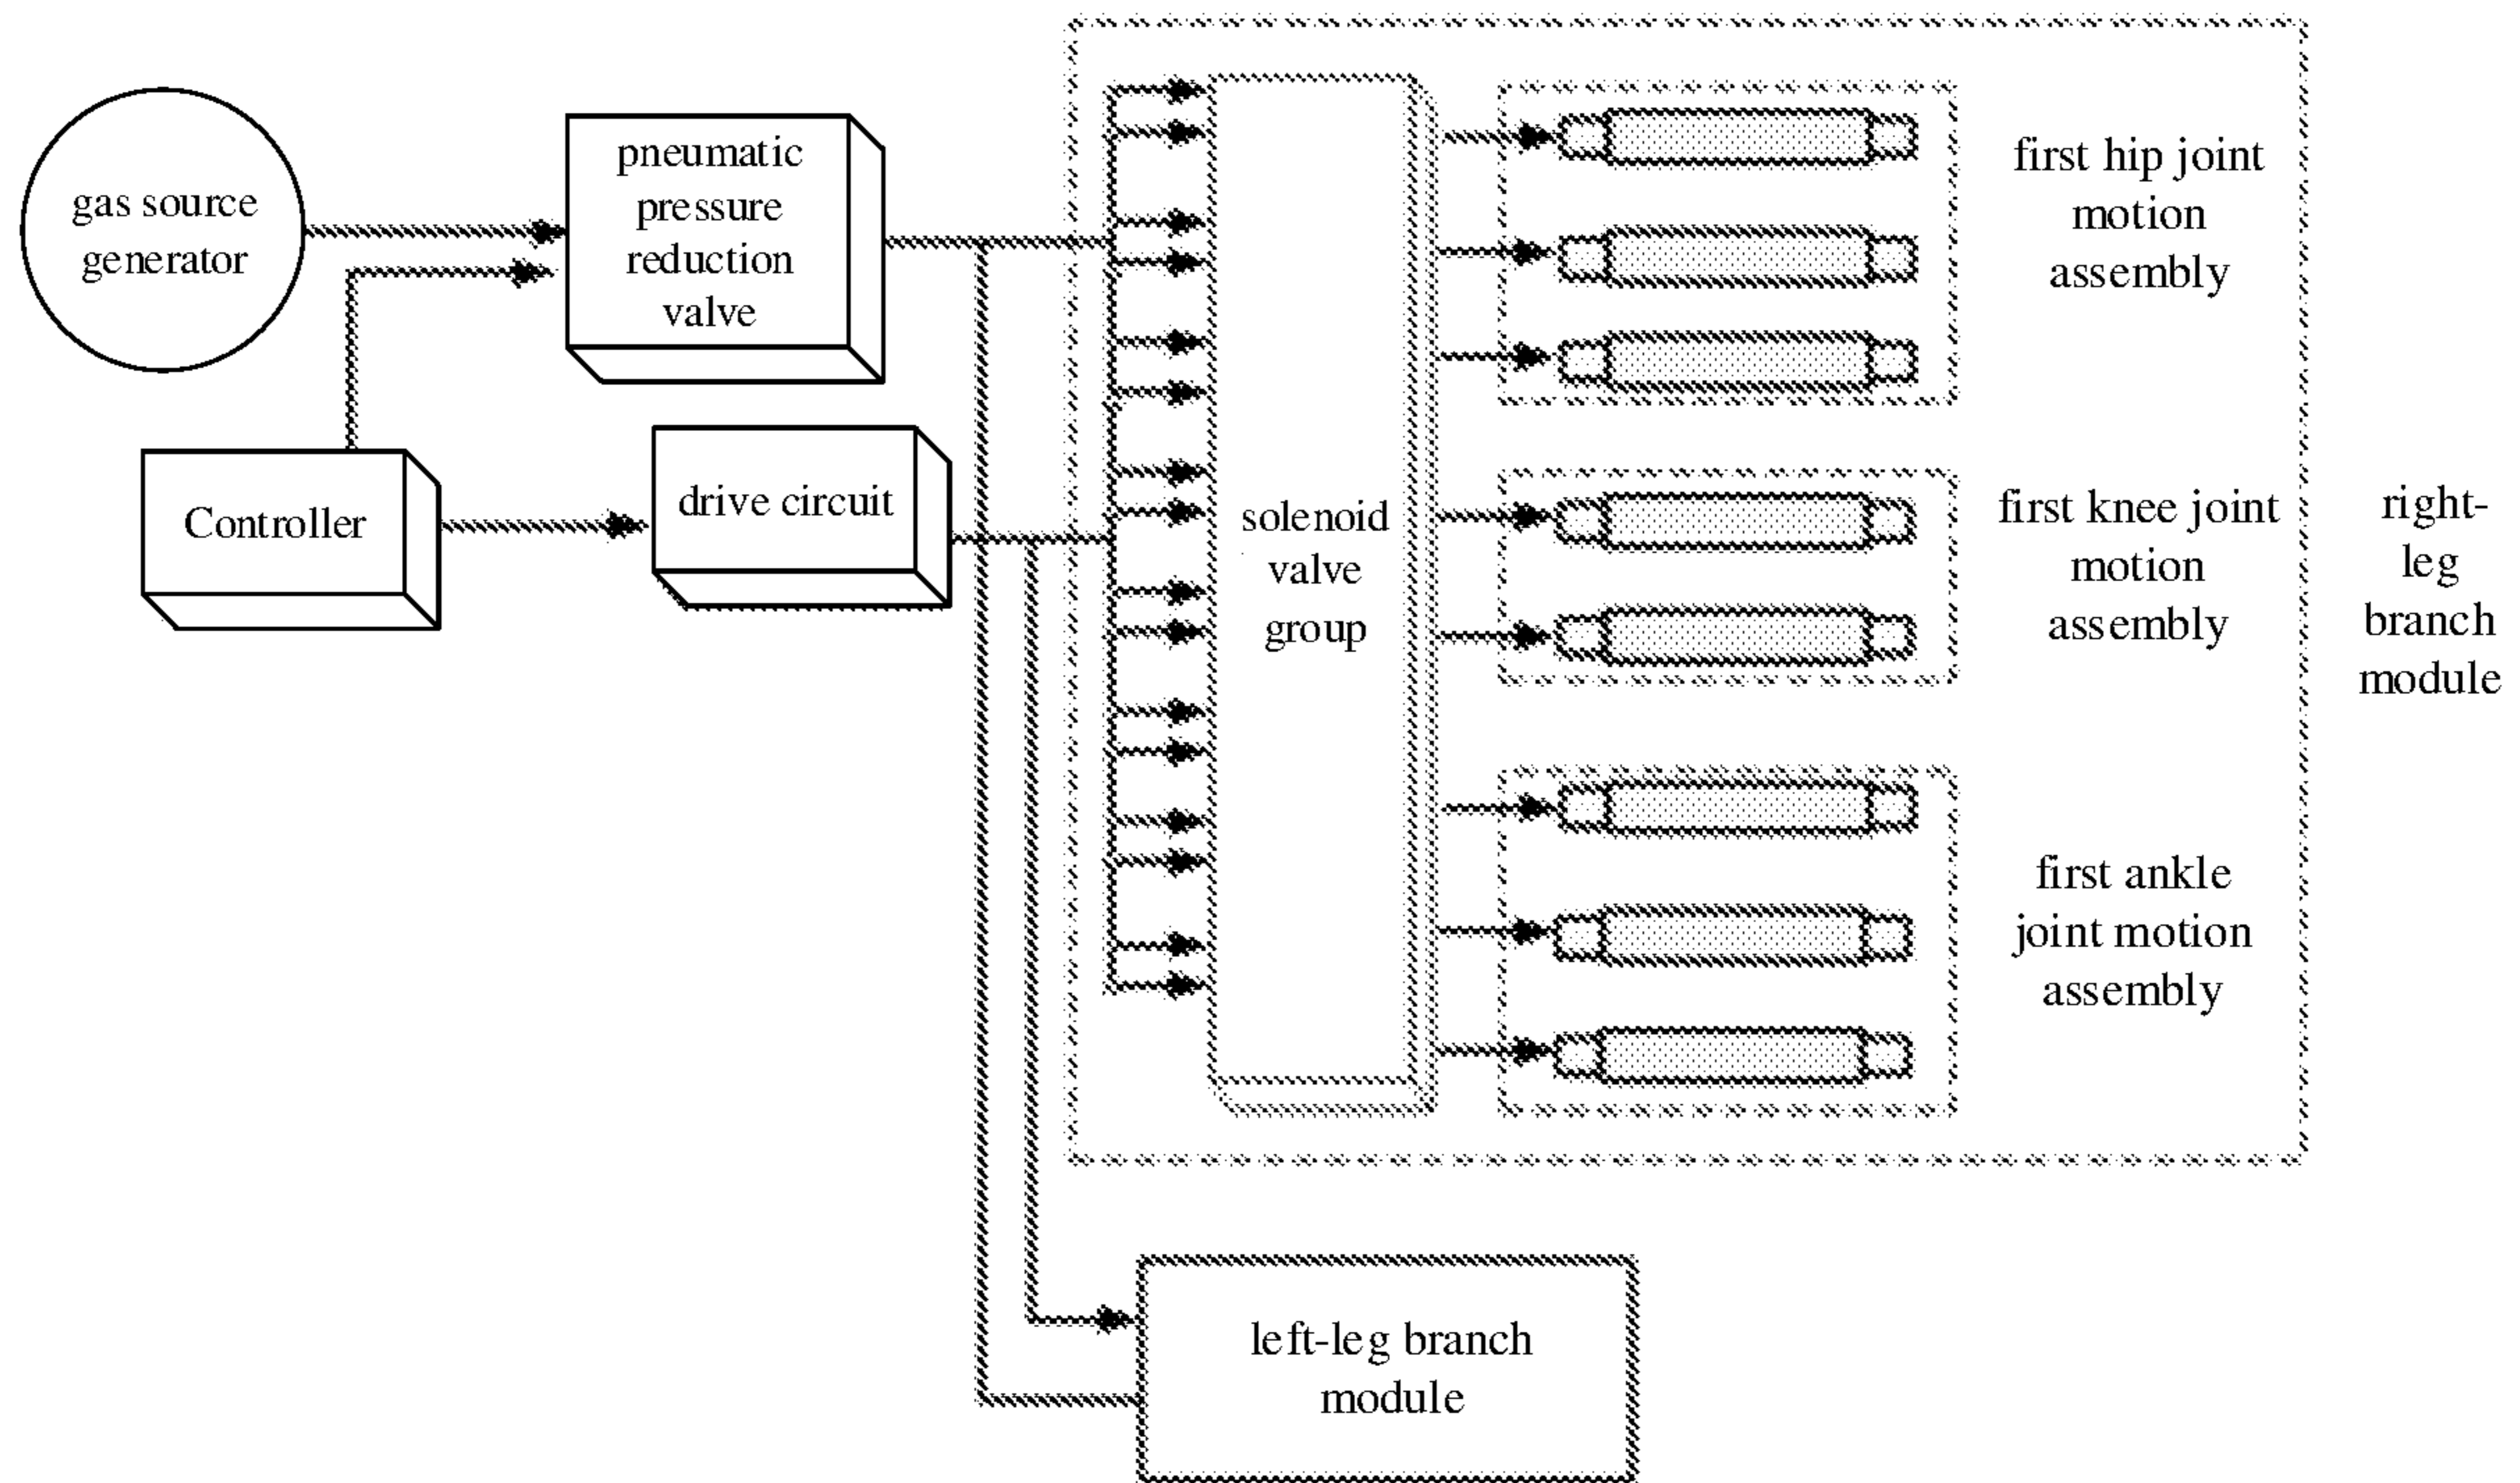 gas source
generator
pneumatic
pressure
reduction
valve
Controller
drive circuit
solenoid
valve
group
first hip joint
motion
assembly
first knee joint
motion
assembly
first ankle
joint motion
assembly
right-
leg
branch
module
left-leg branch
module